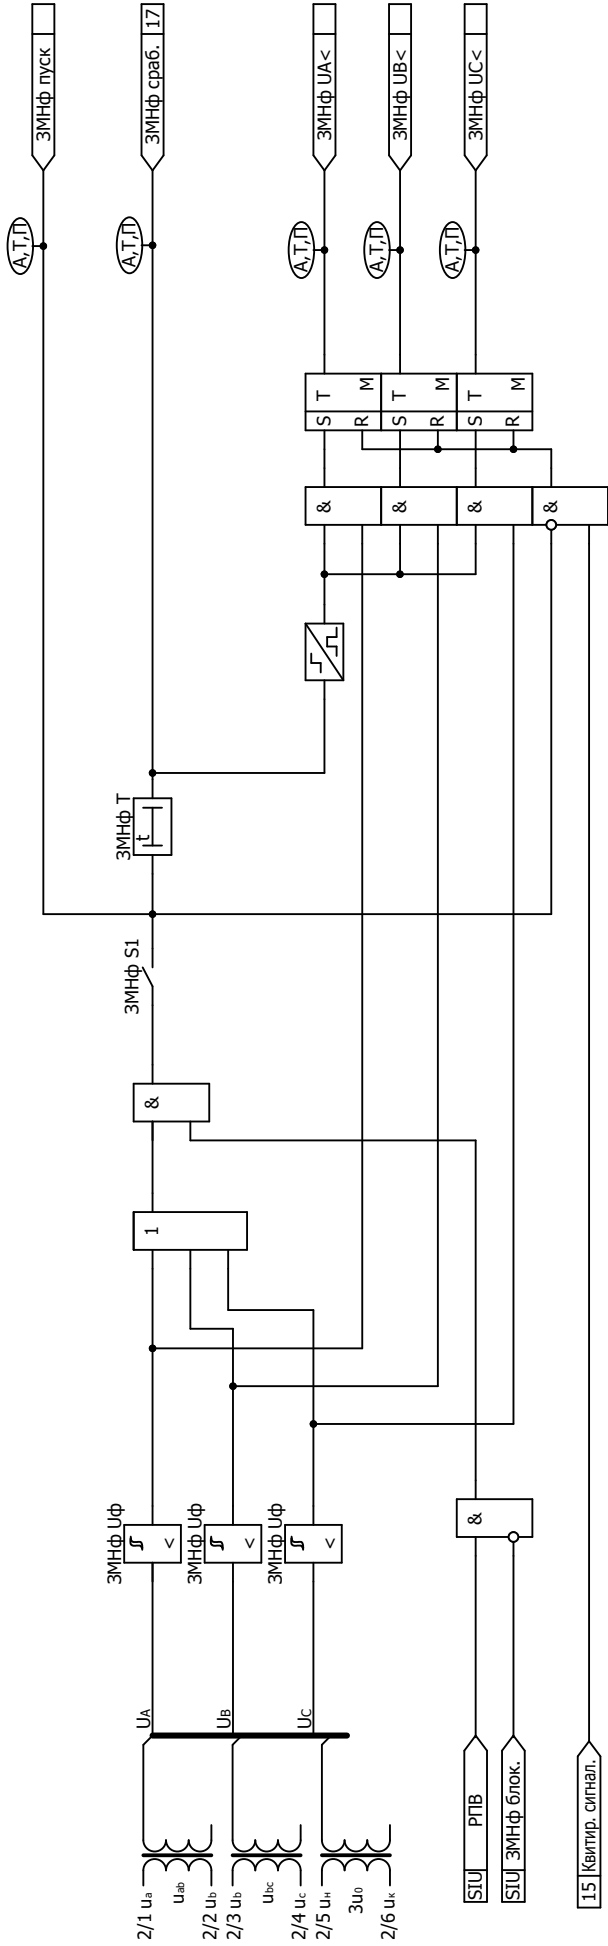 2/1 ua
uab
2/2 ub
2/3 ub
ubc
2/4 uc
2/5 uн
3u0
2/6 uк
UA
UB
UC
ЗМНф Uф
<
ЗМНф Uф
<
ЗМНф Uф
<
SIU РПВ
SIU ЗМНф блок.
15 Квитир. сигнал.
&
1
&
ЗМНф S1
ЗМНф T
t
&
&
&
&
S T
R M
S T
R M
S T
R M
А,Т,П
ЗМНф пуск
А,Т,П
ЗМНф сраб. 17
А,Т,П
ЗМНф UA<
А,Т,П
ЗМНф UB<
А,Т,П
ЗМНф UC<